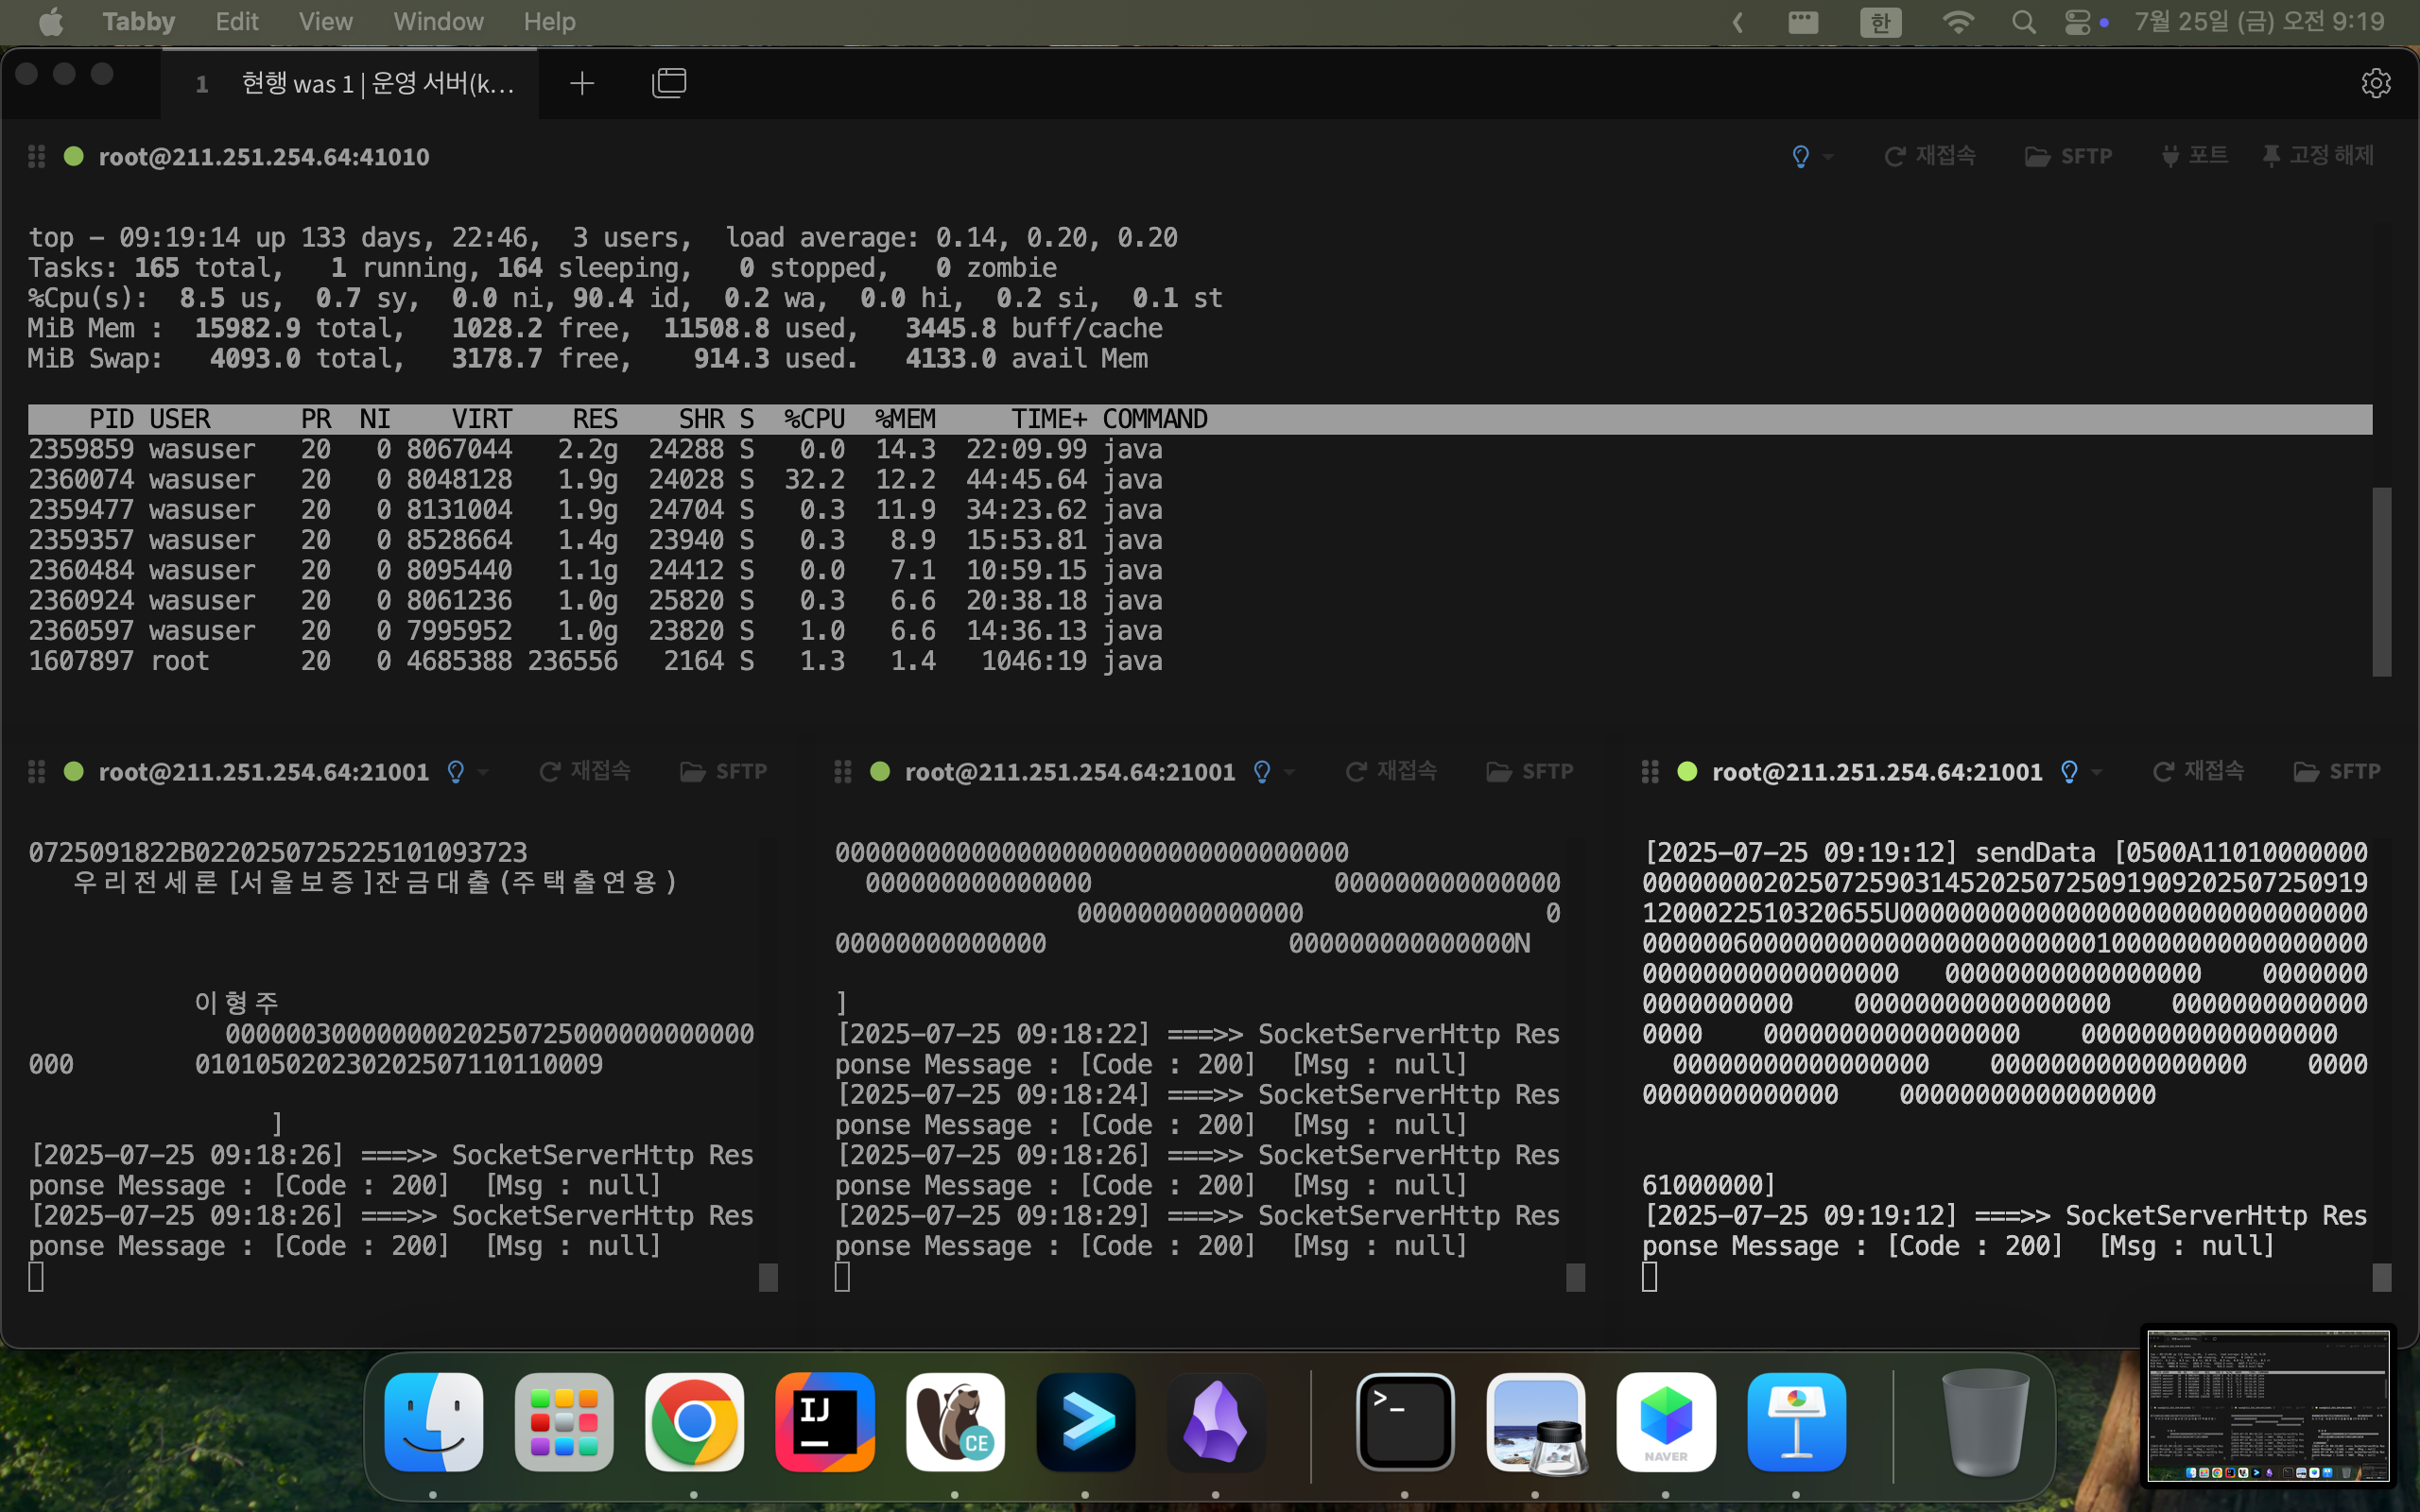 Tabby Edit View Window Help 한 7월 25일 (금) 오전 9:19
1 현행 was 1 | 운영 서버(k...
root@211.251.254.64:41010 재접속 SFTP 포트 고정 해제
top - 09:19:14 up 133 days, 22:46, 3 users, load average: 0.14, 0.20, 0.20
Tasks: 165 total, 1 running, 164 sleeping, 0 stopped, 0 zombie
%Cpu(s): 8.5 us, 0.7 sy, 0.0 ni, 90.4 id, 0.2 wa, 0.0 hi, 0.2 si, 0.1 st
MiB Mem : 15982.9 total, 1028.2 free, 11508.8 used, 3445.8 buff/cache
MiB Swap: 4093.0 total, 3178.7 free, 914.3 used. 4133.0 avail Mem
PID USER PR NI VIRT RES SHR S %CPU %MEM TIME+ COMMAND
2359859 wasuser 20 0 8067044 2.2g 24288 S 0.0 14.3 22:09.99 java
2360074 wasuser 20 0 8048128 1.9g 24028 S 32.2 12.2 44:45.64 java
2359477 wasuser 20 0 8131004 1.9g 24704 S 0.3 11.9 34:23.62 java
2359357 wasuser 20 0 8528664 1.4g 23940 S 0.3 8.9 15:53.81 java
2360484 wasuser 20 0 8095440 1.1g 24412 S 0.0 7.1 10:59.15 java
2360924 wasuser 20 0 8061236 1.0g 25820 S 0.3 6.6 20:38.18 java
2360597 wasuser 20 0 7995952 1.0g 23820 S 1.0 6.6 14:36.13 java
1607897 root 20 0 4685388 236556 2164 S 1.3 1.4 1046:19 java
root@211.251.254.64:21001 재접속 SFTP
0725091822B0220250725225101093723
우리전세론[서울보증]잔금대출(주택출연용)
이형주
00000030000000020250725000000000000
000 010105020230202507110110009
]
[2025-07-25 09:18:26] ===>> SocketServerHttp Res
ponse Message : [Code : 200] [Msg : null]
[2025-07-25 09:18:26] ===>> SocketServerHttp Res
ponse Message : [Code : 200] [Msg : null]
root@211.251.254.64:21001 재접속 SFTP
0000000000000000000000000000000000
000000000000000 000000000000000
000000000000000 0
00000000000000 000000000000000N
]
[2025-07-25 09:18:22] ===>> SocketServerHttp Res
ponse Message : [Code : 200] [Msg : null]
[2025-07-25 09:18:24] ===>> SocketServerHttp Res
ponse Message : [Code : 200] [Msg : null]
[2025-07-25 09:18:26] ===>> SocketServerHttp Res
ponse Message : [Code : 200] [Msg : null]
[2025-07-25 09:18:29] ===>> SocketServerHttp Res
ponse Message : [Code : 200] [Msg : null]
root@211.251.254.64:21001 재접속 SFTP
[2025-07-25 09:19:12] sendData [0500A11010000000
000000002025072590314520250725091909202507250919
1200022510320655U0000000000000000000000000000000
000000600000000000000000000000010000000000000000
00000000000000000 00000000000000000 0000000
0000000000 00000000000000000 0000000000000
0000 00000000000000000 00000000000000000
00000000000000000 00000000000000000 0000
0000000000000 00000000000000000
61000000]
[2025-07-25 09:19:12] ===>> SocketServerHttp Res
ponse Message : [Code : 200] [Msg : null]
IJ
CE
>_
NAVER